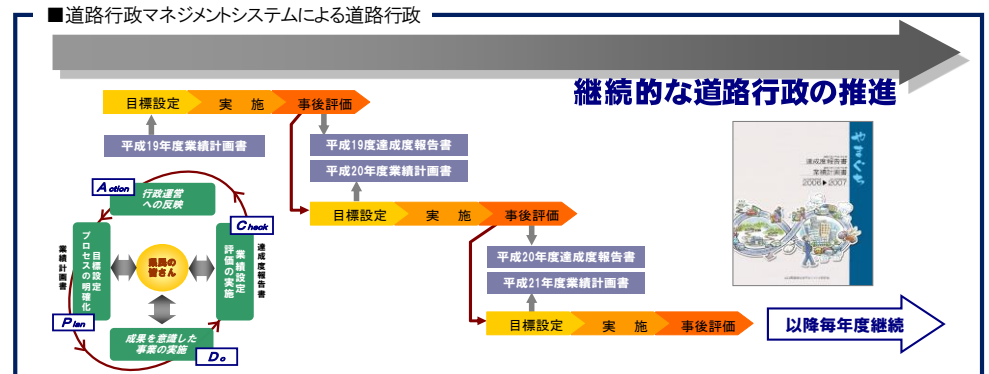 ■道路行政マネジメントシステムによる道路行政
継続的な道路行政の推進
目標設定 実 施 事後評価
平成19年度業績計画書
平成19度達成度報告書
平成20年度業績計画書
目標設定 実 施 事後評価
平成20年度達成度報告書
平成21年度業績計画書
目標設定 実 施 事後評価
以降毎年度継続
Action
行政運営
への反映
Check
業績設定
評価の実施
達成度報告書
県民の
皆さん
目標設定
プロセスの明確化
業績計画書
Plan
成果を意識した
事業の実施
Do
やまぐち
達成度報告書
業績計画書
2006▶2007